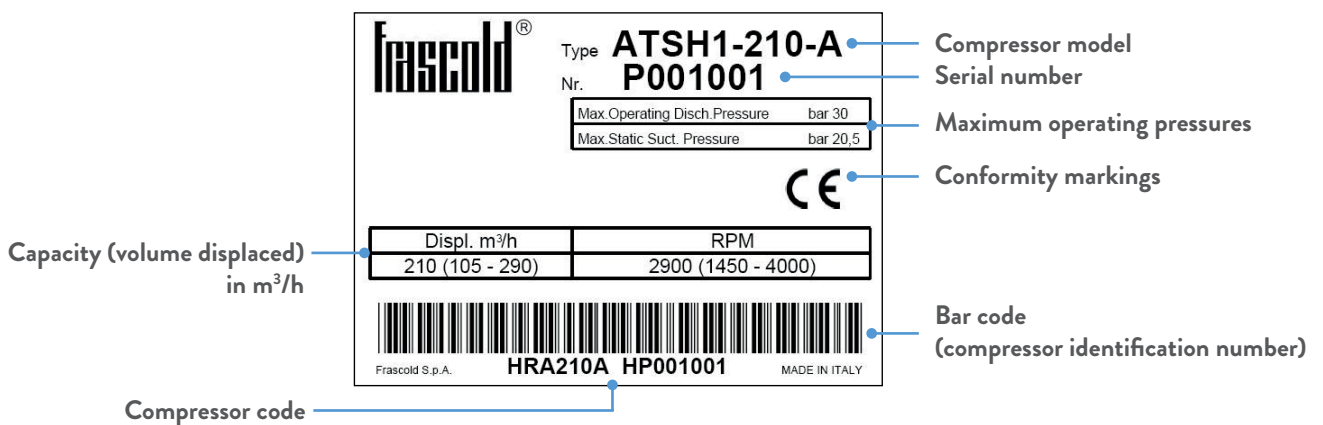 Frascold®
Type ATSH1-210-A
Nr. P001001
Max.Operating Disch.Pressure bar 30
Max.Static Suct. Pressure bar 20,5
CE
Displ. m³/h RPM
210 (105 - 290) 2900 (1450 - 4000)
Frascold S.p.A. HRA210A HP001001 MADE IN ITALY
Compressor model
Serial number
Maximum operating pressures
Conformity markings
Capacity (volume displaced)
in m³/h
Bar code
(compressor identification number)
Compressor code